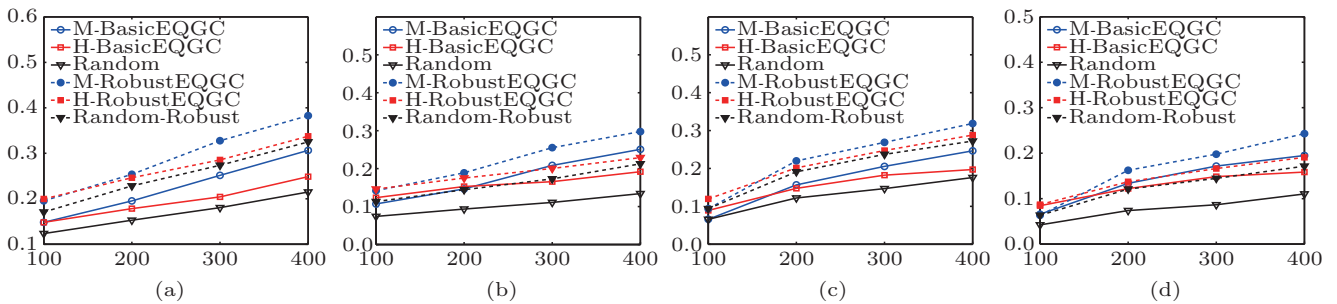 0.6
0.5
0.4
0.3
0.2
0.1
M-BasicEQGC
H-BasicEQGC
Random
M-RobustEQGC
H-RobustEQGC
Random-Robust
100 200 300 400
(a)
0.5
0.4
0.3
0.2
0.1
0.0
M-BasicEQGC
H-BasicEQGC
Random
M-RobustEQGC
H-RobustEQGC
Random-Robust
100 200 300 400
(b)
0.5
0.4
0.3
0.2
0.1
0.0
M-BasicEQGC
H-BasicEQGC
Random
M-RobustEQGC
H-RobustEQGC
Random-Robust
100 200 300 400
(c)
0.5
0.4
0.3
0.2
0.1
0.0
M-BasicEQGC
H-BasicEQGC
Random
M-RobustEQGC
H-RobustEQGC
Random-Robust
100 200 300 400
(d)